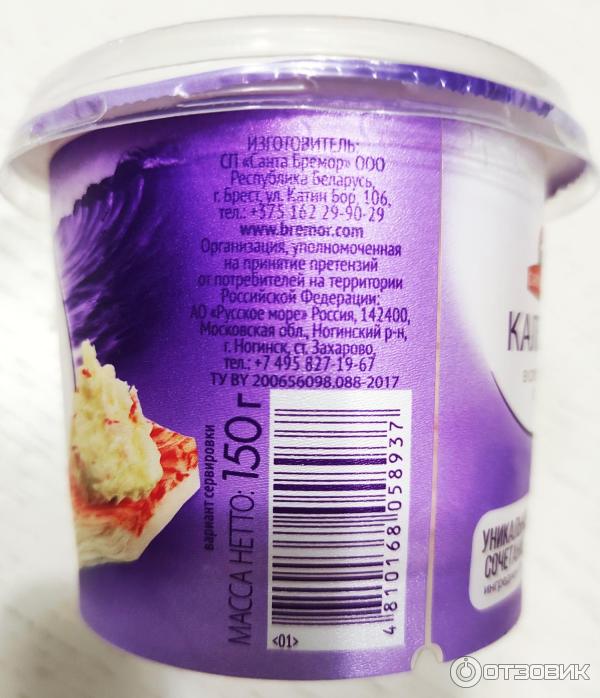 ИЗГОТОВИТЕЛЬ:
СП «Санта Бремор» ООО
Республика Беларусь,
г. Брест, ул. Катин Бор, 106,
тел.: +375 162 29-90-29
www.bremor.com
Организация, уполномоченная
на принятие претензий
от потребителей на территории
Российской Федерации:
АО «Русское море» Россия, 142400,
Московская обл., Ногинский р-н,
г. Ногинск, ст. Захарово,
тел.: +7 495 827-19-67
ТУ BY 200656098.088-2017
вариант сервировки
МАССА НЕТТО: 150 г
4 810168 058937
<01>
УНИКАЛЬН
СОЧЕТА
ингредиен
ОТЗОВИК